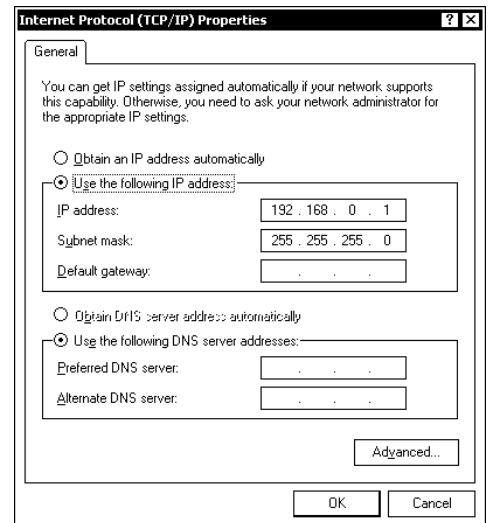 Internet Protocol (TCP/IP) Properties
General
You can get IP settings assigned automatically if your network supports
this capability. Otherwise, you need to ask your network administrator for
the appropriate IP settings.
Obtain an IP address automatically
Use the following IP address:
IP address: 192 . 168 . 0 . 1
Subnet mask: 255 . 255 . 255 . 0
Default gateway: . . .
Obtain DNS server address automatically
Use the following DNS server addresses:
Preferred DNS server: . . .
Alternate DNS server: . . .
Advanced...
OK Cancel